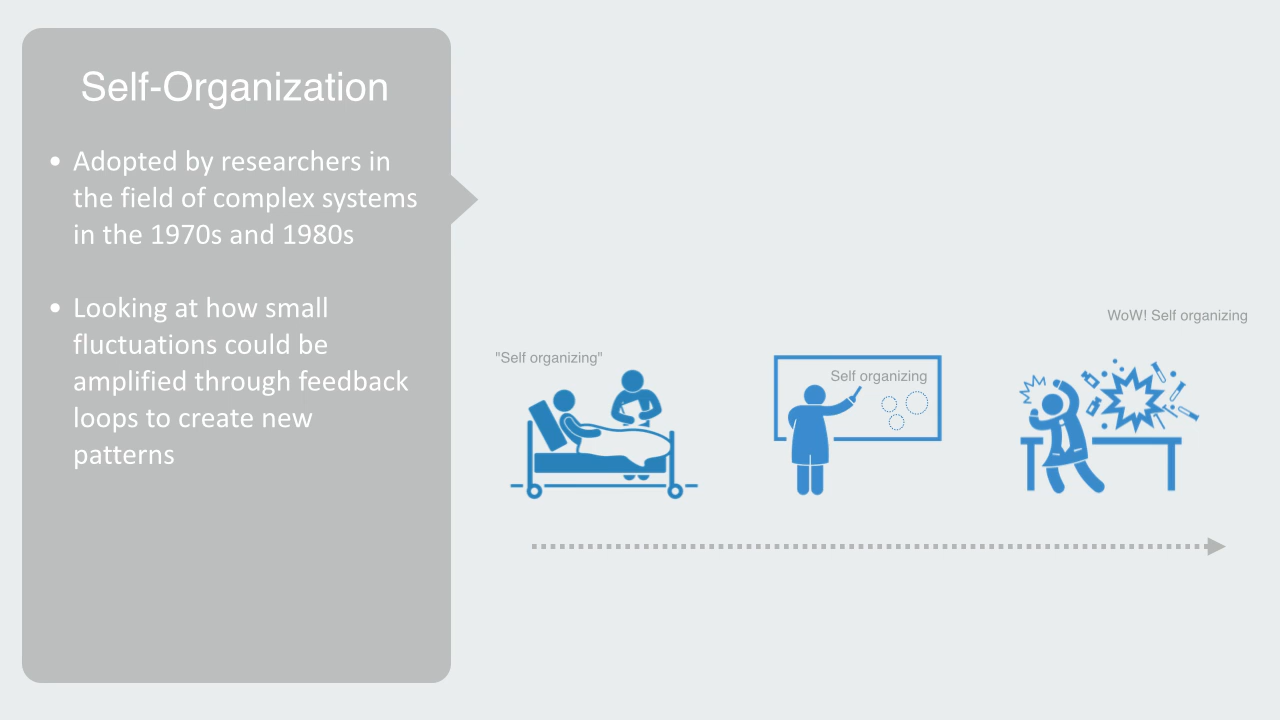 Self-Organization
• Adopted by researchers in
the field of complex systems
in the 1970s and 1980s
• Looking at how small
fluctuations could be
amplified through feedback
loops to create new
patterns
"Self organizing"
Self organizing
WoW! Self organizing